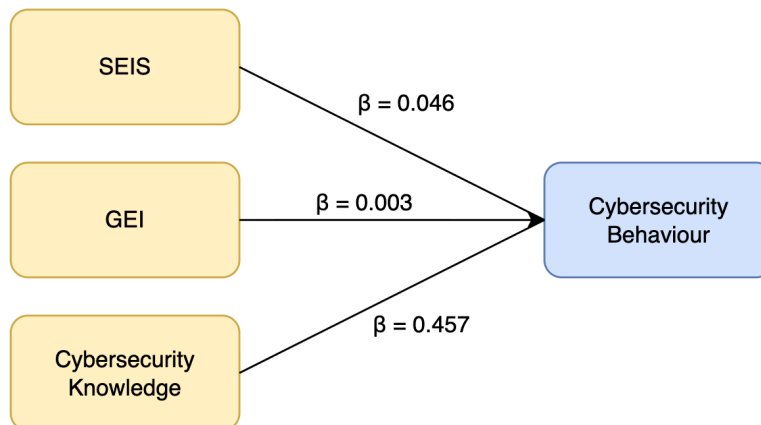 SEIS
β = 0.046
GEI
β = 0.003
Cybersecurity
Behaviour
β = 0.457
Cybersecurity
Knowledge